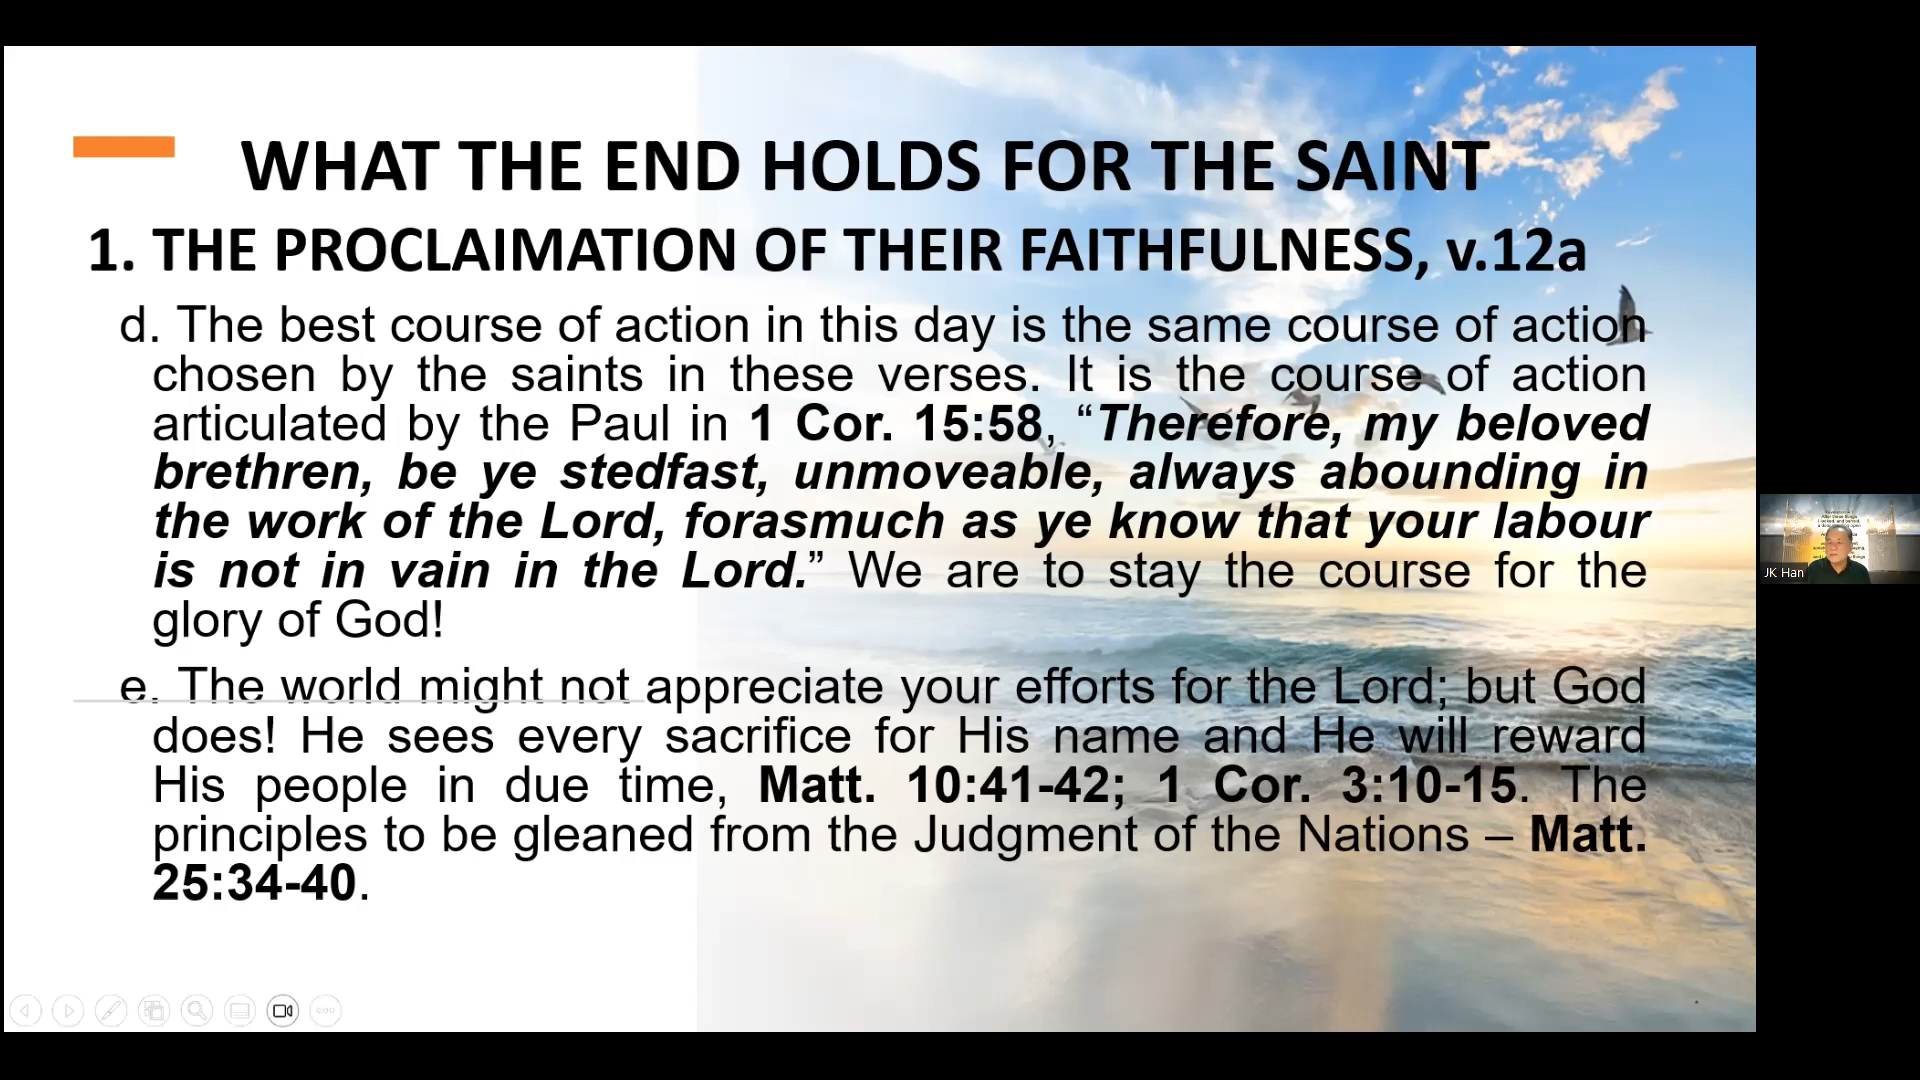 WHAT THE END HOLDS FOR THE SAINT
1. THE PROCLAIMATION OF THEIR FAITHFULNESS, v.12a
d. The best course of action in this day is the same course of action
chosen by the saints in these verses. It is the course of action
articulated by the Paul in 1 Cor. 15:58, “Therefore, my beloved
brethren, be ye stedfast, unmoveable, always abounding in
the work of the Lord, forasmuch as ye know that your labour
is not in vain in the Lord.” We are to stay the course for the
glory of God!
e. The world might not appreciate your efforts for the Lord; but God
does! He sees every sacrifice for His name and He will reward
His people in due time, Matt. 10:41-42; 1 Cor. 3:10-15. The
principles to be gleaned from the Judgment of the Nations – Matt.
25:34-40.
JK Han